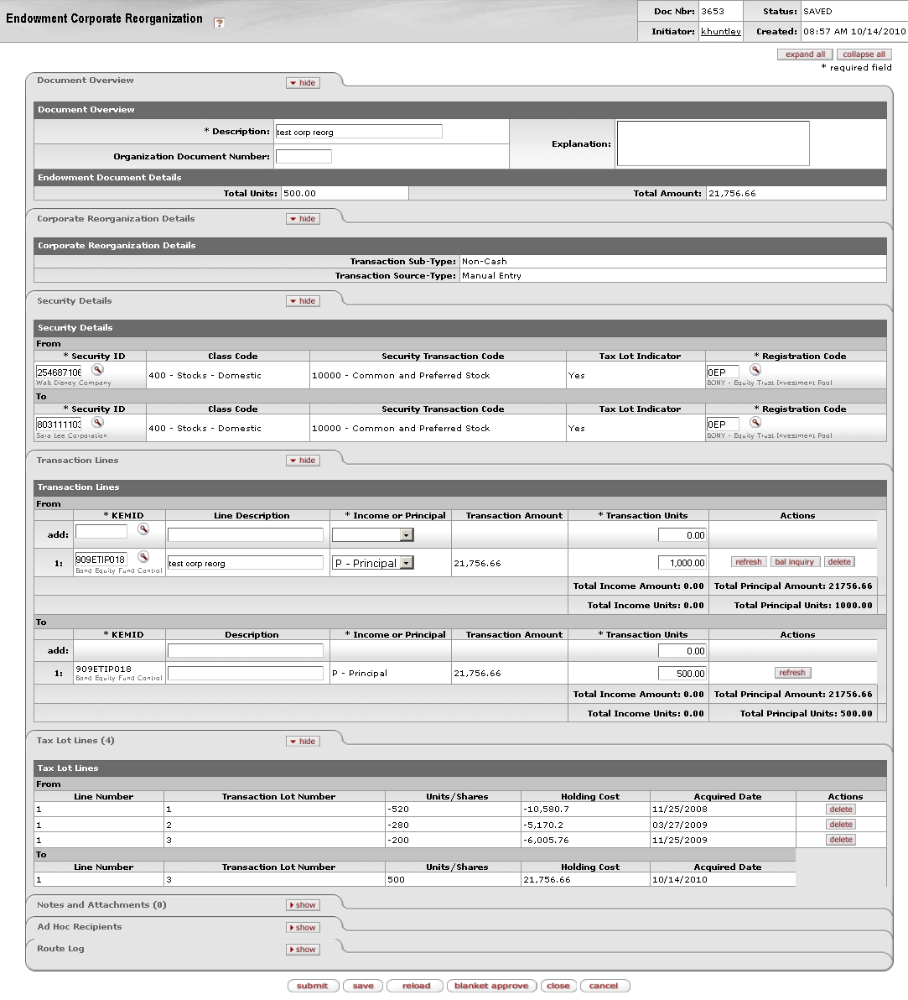 Endowment Corporate Reorganization ?
Doc Nbr: 3653 Status: SAVED
Initiator: khuntley Created: 08:57 AM 10/14/2010
expand all collapse all
* required field
Document Overview hide
Document Overview
* Description: test corp reorg
Explanation:
Organization Document Number:
Endowment Document Details
Total Units: 500.00 Total Amount: 21,756.66
Corporate Reorganization Details hide
Corporate Reorganization Details
Transaction Sub-Type: Non-Cash
Transaction Source-Type: Manual Entry
Security Details hide
Security Details
From
* Security ID Class Code Security Transaction Code Tax Lot Indicator * Registration Code
254687106 400 - Stocks - Domestic 10000 - Common and Preferred Stock Yes 0EP
Walt Disney Company BONY - Equity Trust Investment Pool
To
* Security ID Class Code Security Transaction Code Tax Lot Indicator * Registration Code
803111103 400 - Stocks - Domestic 10000 - Common and Preferred Stock Yes 0EP
Sara Lee Corporation BONY - Equity Trust Investment Pool
Transaction Lines hide
Transaction Lines
From
* KEMID Line Description * Income or Principal Transaction Amount * Transaction Units Actions
add: 0.00
1: 909ETIP018 test corp reorg P - Principal 21,756.66 1,000.00 refresh bal inquiry delete
Bond Equity Fund Control
Total Income Amount: 0.00 Total Principal Amount: 21756.66
Total Income Units: 0.00 Total Principal Units: 1000.00
To
* KEMID Description * Income or Principal Transaction Amount * Transaction Units Actions
add: 0.00
1: 909ETIP018 P - Principal 21,756.66 500.00 refresh
Bond Equity Fund Control
Total Income Amount: 0.00 Total Principal Amount: 21756.66
Total Income Units: 0.00 Total Principal Units: 500.00
Tax Lot Lines (4) hide
Tax Lot Lines
From
Line Number Transaction Lot Number Units/Shares Holding Cost Acquired Date Actions
1 1 -520 -10,580.7 11/25/2008 delete
1 2 -280 -5,170.2 03/27/2009 delete
1 3 -200 -6,005.76 11/25/2009 delete
To
Line Number Transaction Lot Number Units/Shares Holding Cost Acquired Date
1 3 500 21,756.66 10/14/2010
Notes and Attachments (0) show
Ad Hoc Recipients show
Route Log show
submit save reload blanket approve close cancel